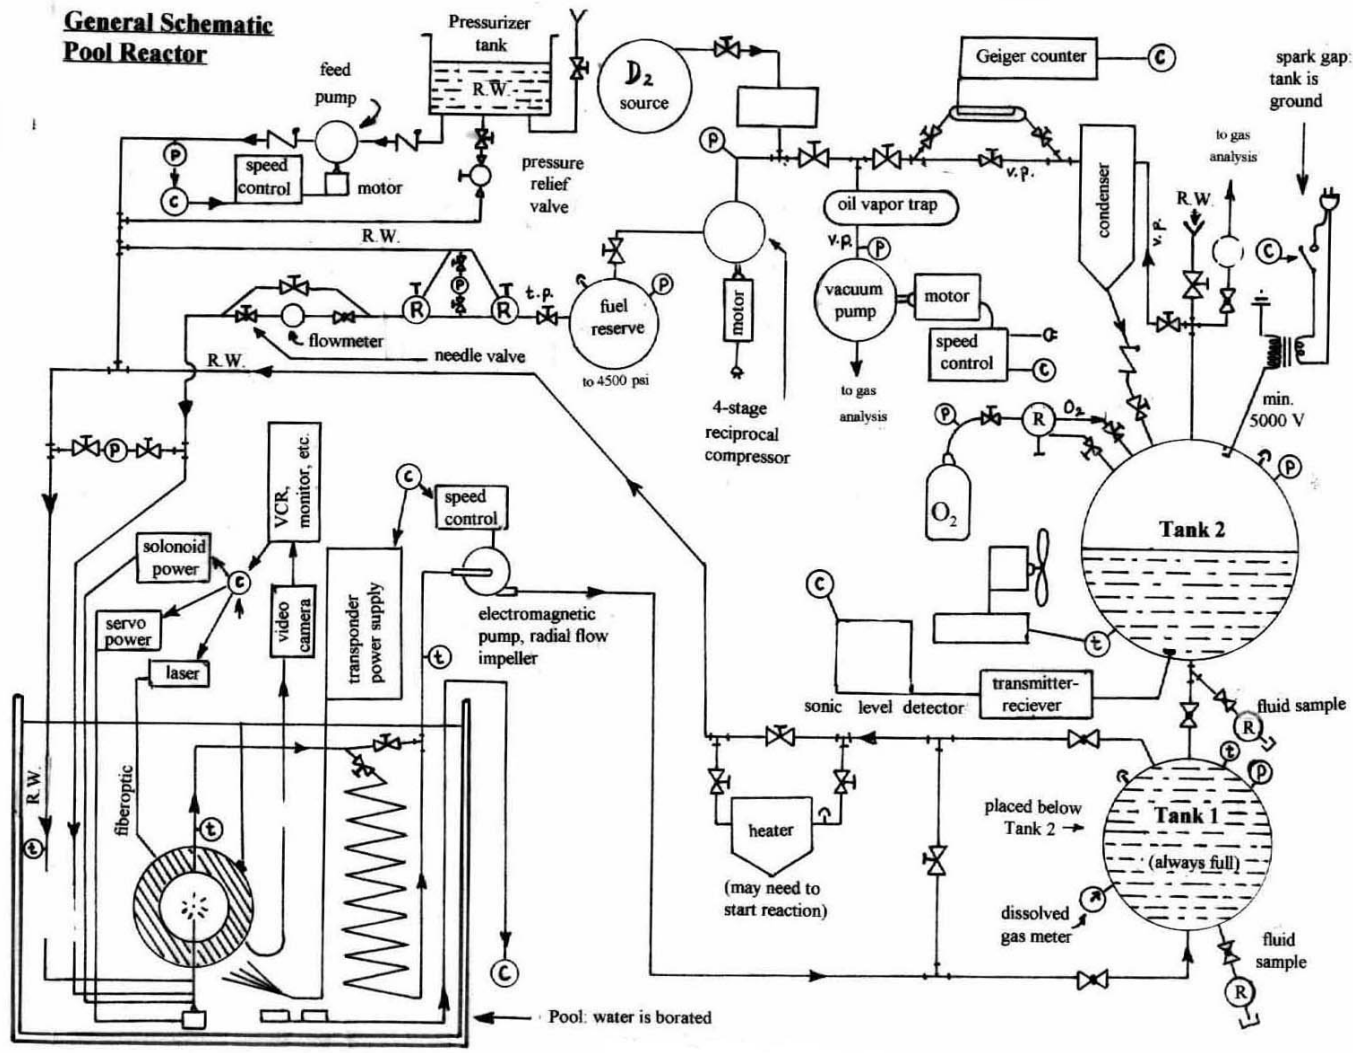 General Schematic
Pool Reactor
Pressurizer
tank
R.W.
feed
pump
P
C
speed
control
motor
pressure
relief
valve
D2
source
Geiger counter
C
spark gap:
tank is
ground
to gas
analysis
P
v.p.
oil vapor trap
v.p.
P
condenser
v.p.
R.W.
C
R.W.
R
P
R
t.p.
flowmeter
needle valve
R.W.
fuel
reserve
P
to 4500 psi
motor
4-stage
reciprocal
compressor
vacuum
pump
motor
speed
control
C
to gas
analysis
min.
5000 V
P
R
O2
O2
P
Tank 2
t
P
VCR,
monitor, etc.
C
speed
control
solonoid
power
C
servo
power
laser
video
camera
transponder
power supply
electromagnetic
pump, radial flow
impeller
t
C
sonic level detector
transmitter-
reciever
fluid sample
R
t
P
R.W.
t
fiberoptic
t
heater
(may need to
start reaction)
placed below
Tank 2
Tank 1
(always full)
dissolved
gas meter
fluid
sample
R
C
Pool: water is borated